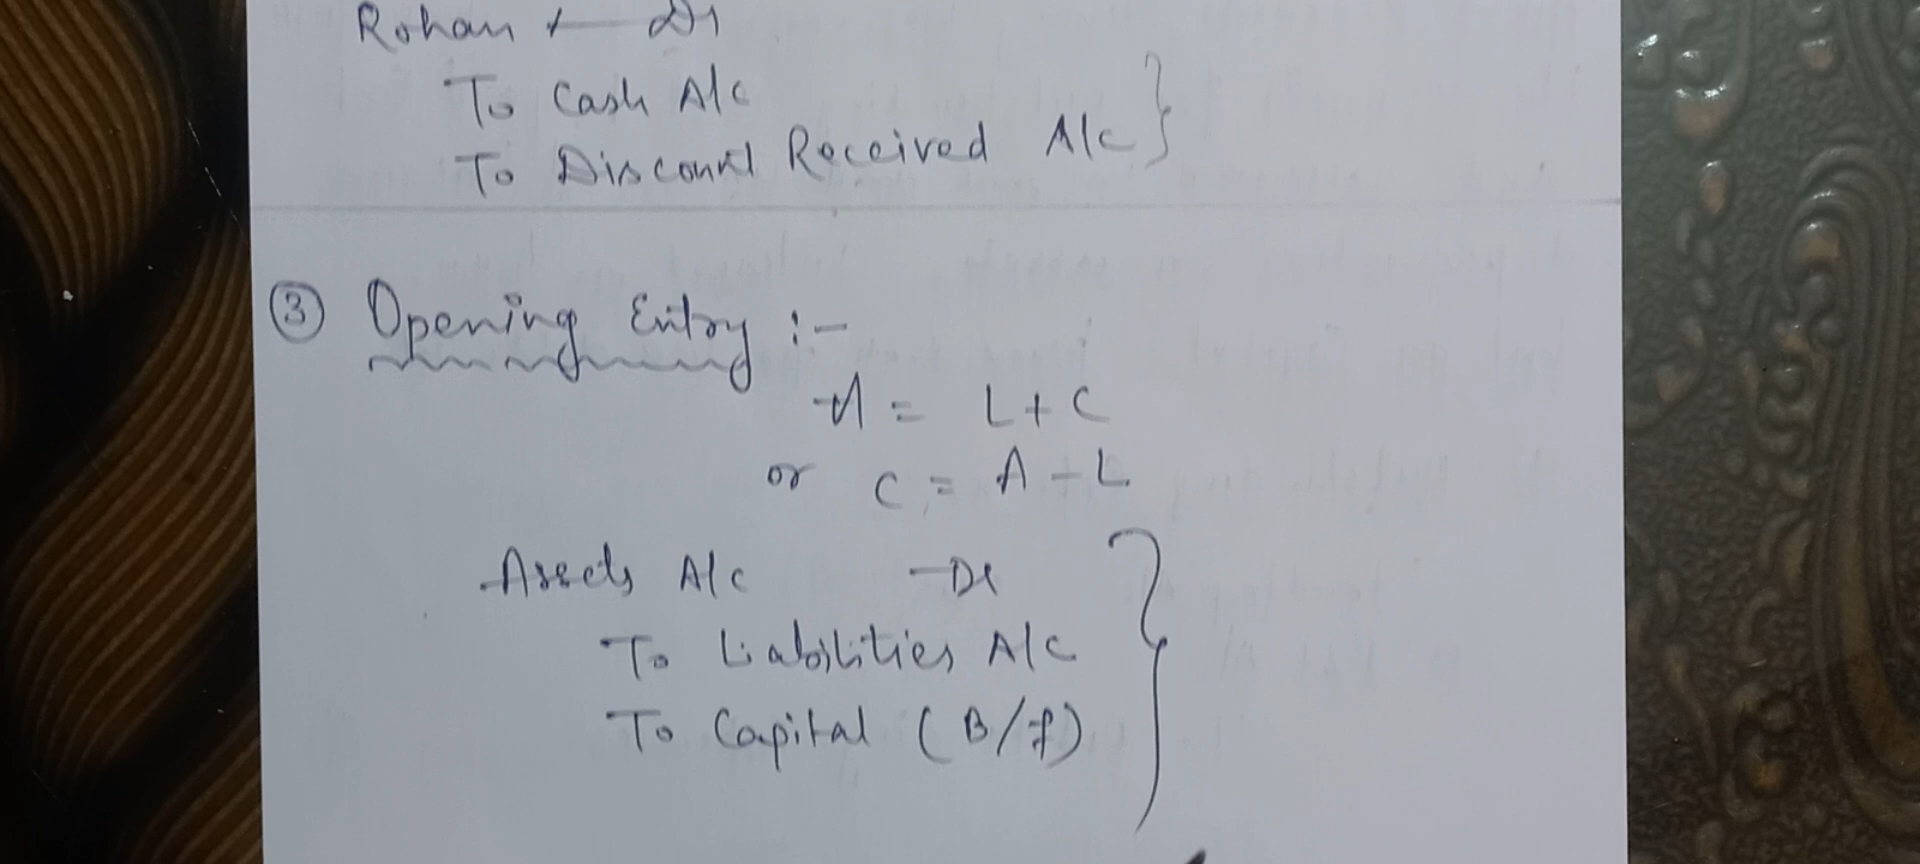 Rohan Dr
To Cash A/c
To Discount Received A/c }
③ Opening Entry :-
A = L + C
or C = A - L
Assets A/c - Dr
To Liabilities A/c
To Capital (B/f) }